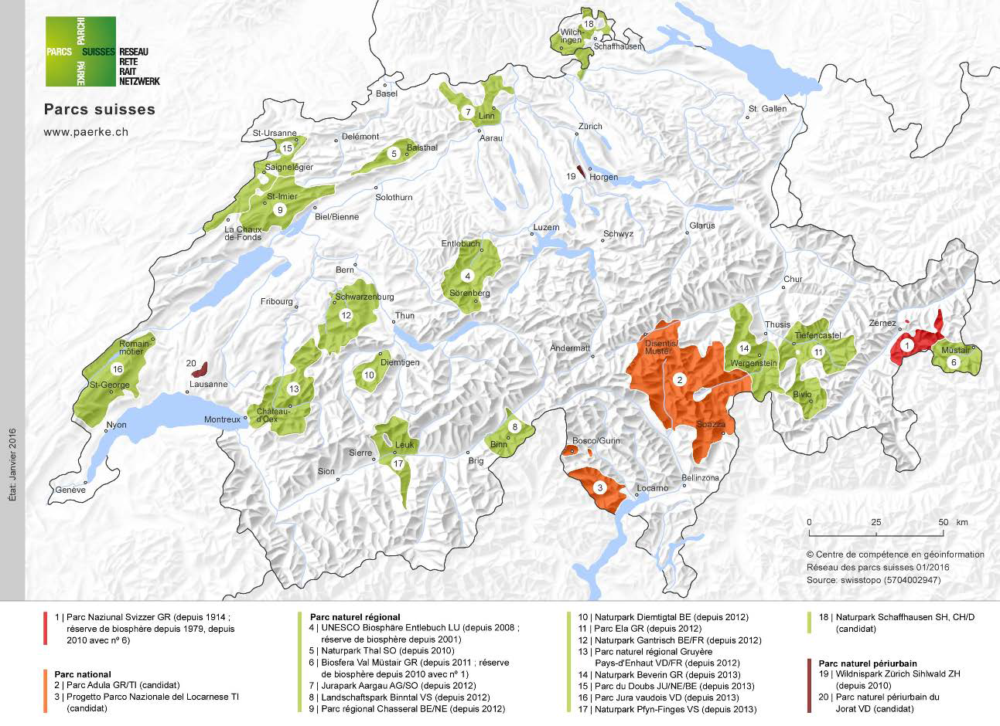 PARCS SUISSES
PARCHI
PÄRKE
RESEAU
RETE
RAIT
NETZWERK
Parcs suisses
www.paerke.ch
18
Wilch-
ingen
Schaffhausen
Basel
7
Linn
Aarau
St. Gallen
Zürich
St-Ursanne
15
Delémont
5
Balsthal
Saignelégier
19
Horgen
St-Imier
9
Solothurn
Biel/Bienne
La Chaux-
de-Fonds
Luzern
Schwyz
Glarus
Entlebuch
4
Sörenberg
Bern
Chur
Fribourg
Schwarzenburg
12
Thun
Thusis
Zernez
Tiefencastel
Disentis/
Mustér
14
11
1
Müstair
6
Wergenstein
Romain-
môtier
16
St-George
20
Lausanne
Andermatt
Diemtigen
10
2
13
Bivio
Château-
d'Oex
Montreux
Nyon
Soazza
8
Binn
Bosco/Gurin
Leuk
Sierre
17
Brig
Sion
Bellinzona
3
Locarno
Genève
État: Janvier 2016
0 25 50 km
© Centre de compétence en géoinformation
Réseau des parcs suisses 01/2016
Source: swisstopo (5704002947)
1 | Parc Naziunal Svizzer GR (depuis 1914 ;
réserve de biosphère depuis 1979, depuis
2010 avec nº 6)
Parc national
2 | Parc Adula GR/TI (candidat)
3 | Progetto Parco Nazionale del Locarnese TI
(candidat)
Parc naturel régional
4 | UNESCO Biosphäre Entlebuch LU (depuis 2008 ;
réserve de biosphère depuis 2001)
5 | Naturpark Thal SO (depuis 2010)
6 | Biosfera Val Müstair GR (depuis 2011 ; réserve
de biosphère depuis 2010 avec nº 1)
7 | Jurapark Aargau AG/SO (depuis 2012)
8 | Landschaftspark Binntal VS (depuis 2012)
9 | Parc régional Chasseral BE/NE (depuis 2012)
10 | Naturpark Diemtigtal BE (depuis 2012)
11 | Parc Ela GR (depuis 2012)
12 | Naturpark Gantrisch BE/FR (depuis 2012)
13 | Parc naturel régional Gruyère
Pays-d'Enhaut VD/FR (depuis 2012)
14 | Naturpark Beverin GR (depuis 2013)
15 | Parc du Doubs JU/NE/BE (depuis 2013)
16 | Parc Jura vaudois VD (depuis 2013)
17 | Naturpark Pfyn-Finges VS (depuis 2013)
18 | Naturpark Schaffhausen SH, CH/D
(candidat)
Parc naturel périurbain
19 | Wildnispark Zürich Sihlwald ZH
(depuis 2010)
20 | Parc naturel périurbain du
Jorat VD (candidat)